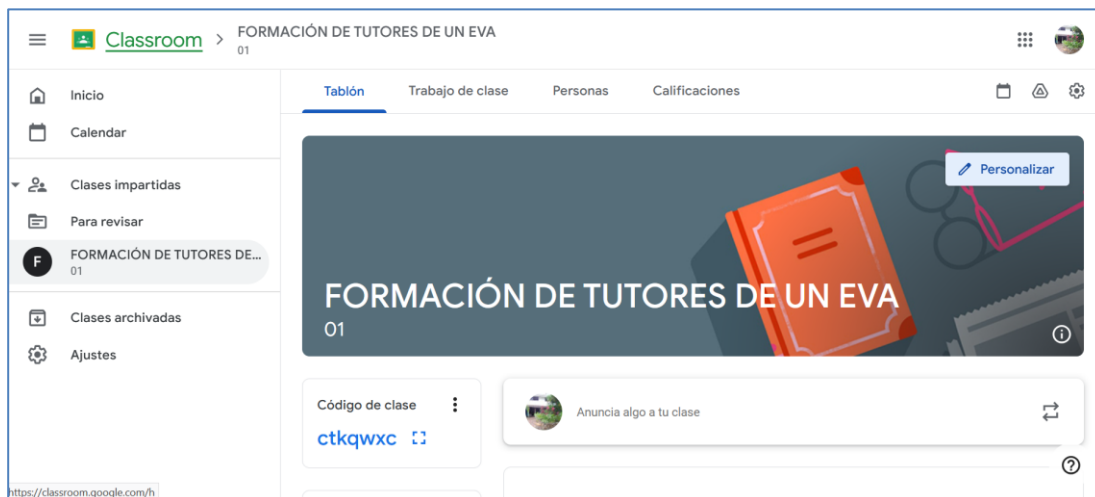 Classroom > FORMACIÓN DE TUTORES DE UN EVA
01
Inicio
Calendar
Clases impartidas
Para revisar
F
FORMACIÓN DE TUTORES DE...
01
Clases archivadas
Ajustes
Tablón Trabajo de clase Personas Calificaciones
Personalizar
FORMACIÓN DE TUTORES DE UN EVA
01
Código de clase
ctkqwxc
Anuncia algo a tu clase
https://classroom.google.com/h